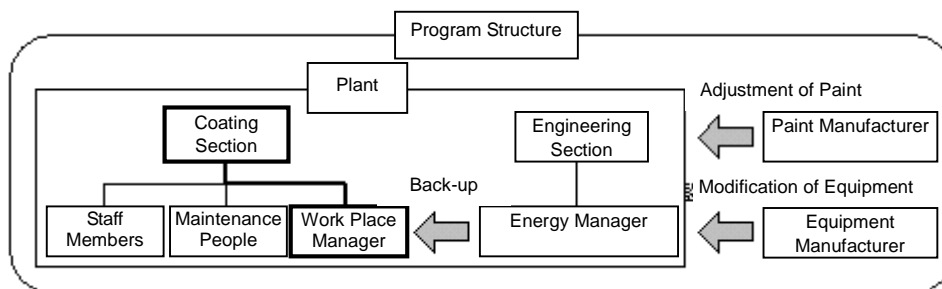 Program Structure
Plant
Adjustment of Paint
Coating
Section
Engineering
Section
Paint Manufacturer
Back-up
Modification of Equipment
Staff
Members
Maintenance
People
Work Place
Manager
Energy Manager
Equipment
Manufacturer